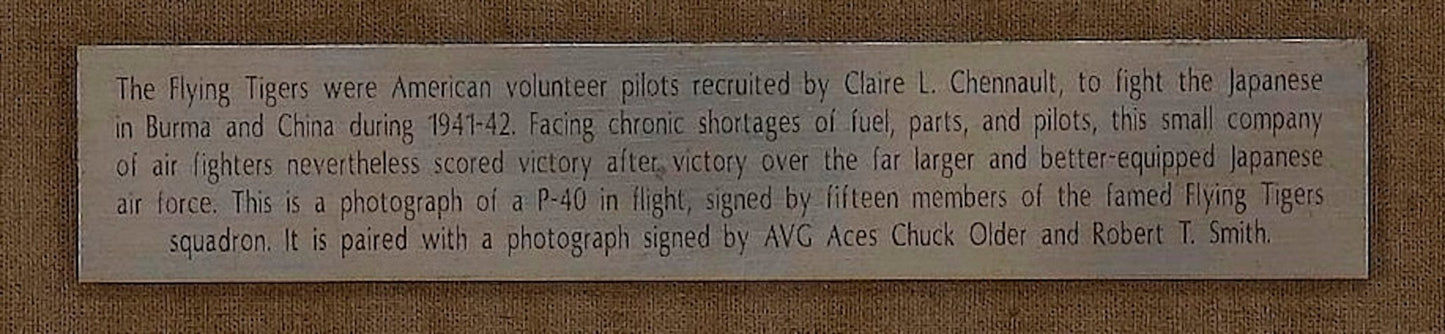 The Flying Tigers were American volunteer pilots recruited by Claire L. Chennault, to fight the Japanese
in Burma and China during 1941-42. Facing chronic shortages of fuel, parts, and pilots, this small company
of air fighters nevertheless scored victory after victory over the far larger and better-equipped Japanese
air force. This is a photograph of a P-40 in flight, signed by fifteen members of the famed Flying Tigers
squadron. It is paired with a photograph signed by AVG Aces Chuck Older and Robert T. Smith.